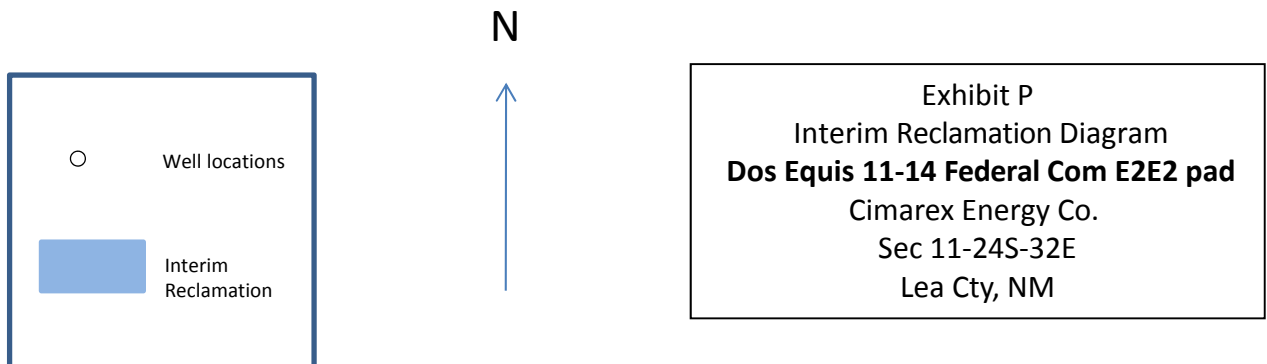 N
Well locations
Interim
Reclamation
Exhibit P
Interim Reclamation Diagram
Dos Equis 11-14 Federal Com E2E2 pad
Cimarex Energy Co.
Sec 11-24S-32E
Lea Cty, NM